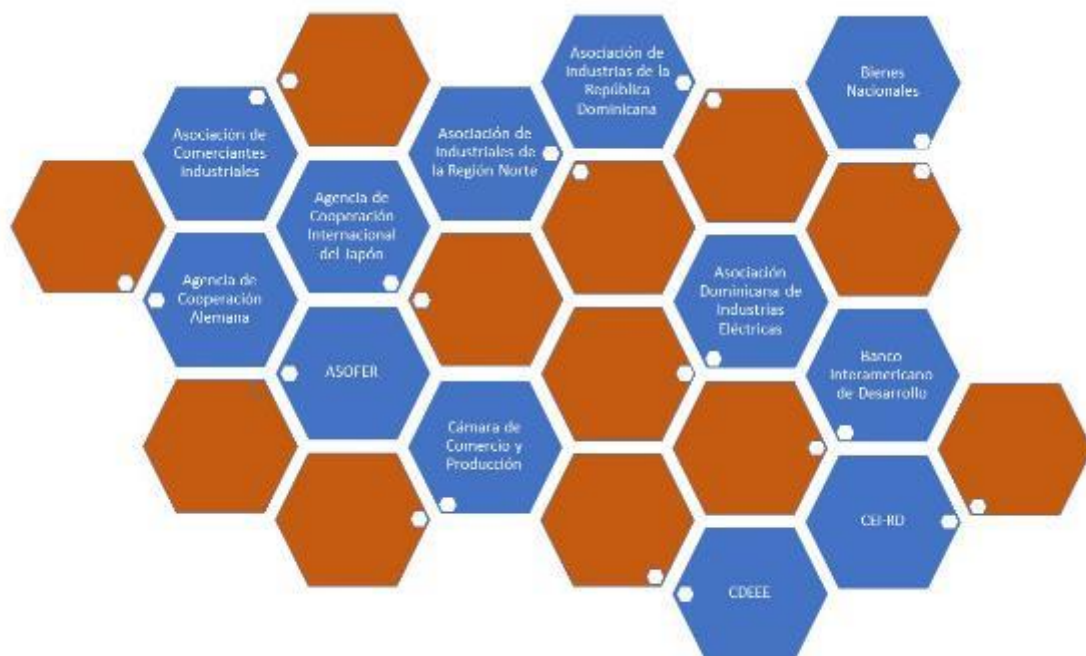 Asociación de
Industrias de la
República
Dominicana
Bienes
Nacionales
Asociación de
Comerciantes
Industriales
Asociación de
Industriales de
la Región Norte
Agencia de
Cooperación
Internacional
del Japón
Agencia de
Cooperación
Alemana
Asociación
Dominicana de
Industrias
Eléctricas
ASOFER
Banco
Interamericano
de Desarrollo
Cámara de
Comercio y
Producción
CEI-RD
CDEEE